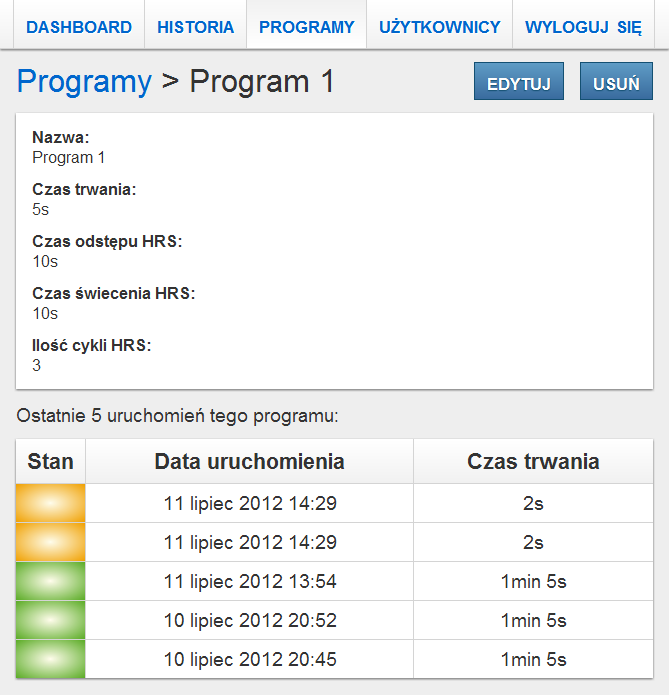 DASHBOARD HISTORIA PROGRAMY UŻYTKOWNICY WYLOGUJ SIĘ
Programy > Program 1 EDYTUJ USUŃ
Nazwa:
Program 1
Czas trwania:
5s
Czas odstępu HRS:
10s
Czas świecenia HRS:
10s
Ilość cykli HRS:
3
Ostatnie 5 uruchomień tego programu:
Stan Data uruchomienia Czas trwania
11 lipiec 2012 14:29 2s
11 lipiec 2012 14:29 2s
11 lipiec 2012 13:54 1min 5s
10 lipiec 2012 20:52 1min 5s
10 lipiec 2012 20:45 1min 5s